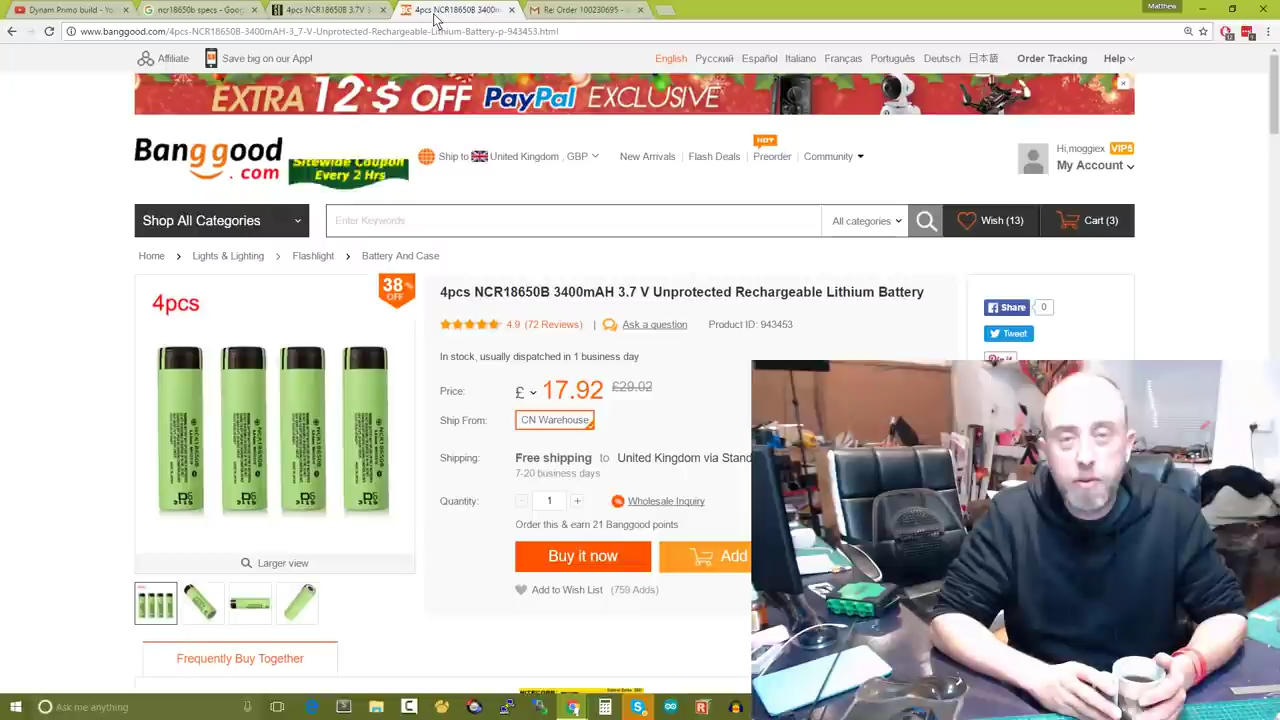 Matthew
Dynam Primo build - Yo
ncr18650b specs - Goog
4pcs NCR18650B 3.7 V
4pcs NCR18650B 3400m
Re: Order 100230695 - 
www.banggood.com/4pcs-NCR18650B-3400mAH-3.7-V-Unprotected-Rechargeable-Lithium-Battery-p-943453.html
Affiliate
Save big on our App!
English Русский Español Italiano Français Português Deutsch 日本語 Order Tracking Help
EXTRA 12$ OFF PayPal EXCLUSIVE
Banggood.com
Sitewide Coupon
Every 2 Hrs
Ship to United Kingdom , GBP
New Arrivals | Flash Deals | Preorder | Community
HOT
Hi,moggiex VIP5
My Account
Shop All Categories
Enter Keywords
All categories
Wish (13)
Cart (3)
Home > Lights & Lighting > Flashlight > Battery And Case
4pcs
38% OFF
NCR18650B
NCR18650B
NCR18650B
NCR18650B
Larger view
4pcs NCR18650B 3400mAH 3.7 V Unprotected Rechargeable Lithium Battery
4.9 (72 Reviews) | Ask a question Product ID: 943453
In stock, usually dispatched in 1 business day
Price: £ 17.92 £29.02
Ship From: CN Warehouse
Shipping: Free shipping to United Kingdom via Stand
7-20 business days
Quantity: - 1 + Wholesale Inquiry
Order this & earn 21 Banggood points
Buy it now
Add
Add to Wish List (759 Adds)
Share 0
Tweet
Pin it
Frequently Buy Together
Ask me anything